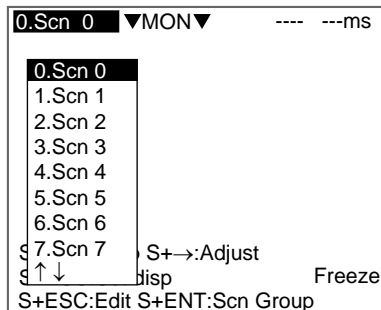 0.Scn 0 ▼MON▼ ---- ---ms
0.Scn 0
1.Scn 1
2.Scn 2
3.Scn 3
4.Scn 4
5.Scn 5
6.Scn 6
7.Scn 7
↑↓
S+→:Adjust
disp Freeze
S+ESC:Edit S+ENT:Scn Group